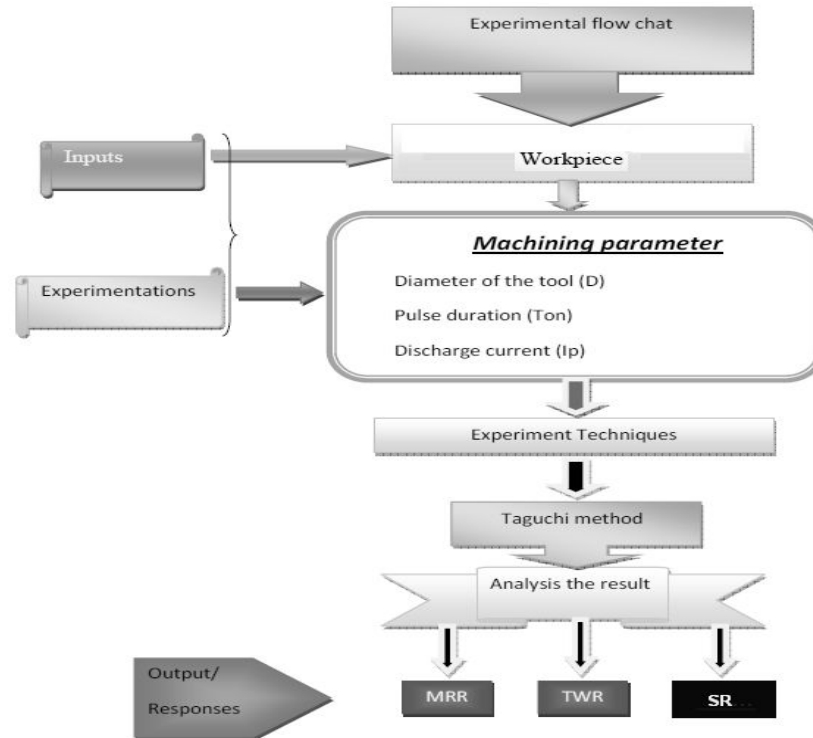 Experimental flow chat
Inputs
Workpiece
Machining parameter
Experimentations
Diameter of the tool (D)
Pulse duration (Ton)
Discharge current (Ip)
Experiment Techniques
Taguchi method
Analysis the result
Output/
Responses
MRR
TWR
SR